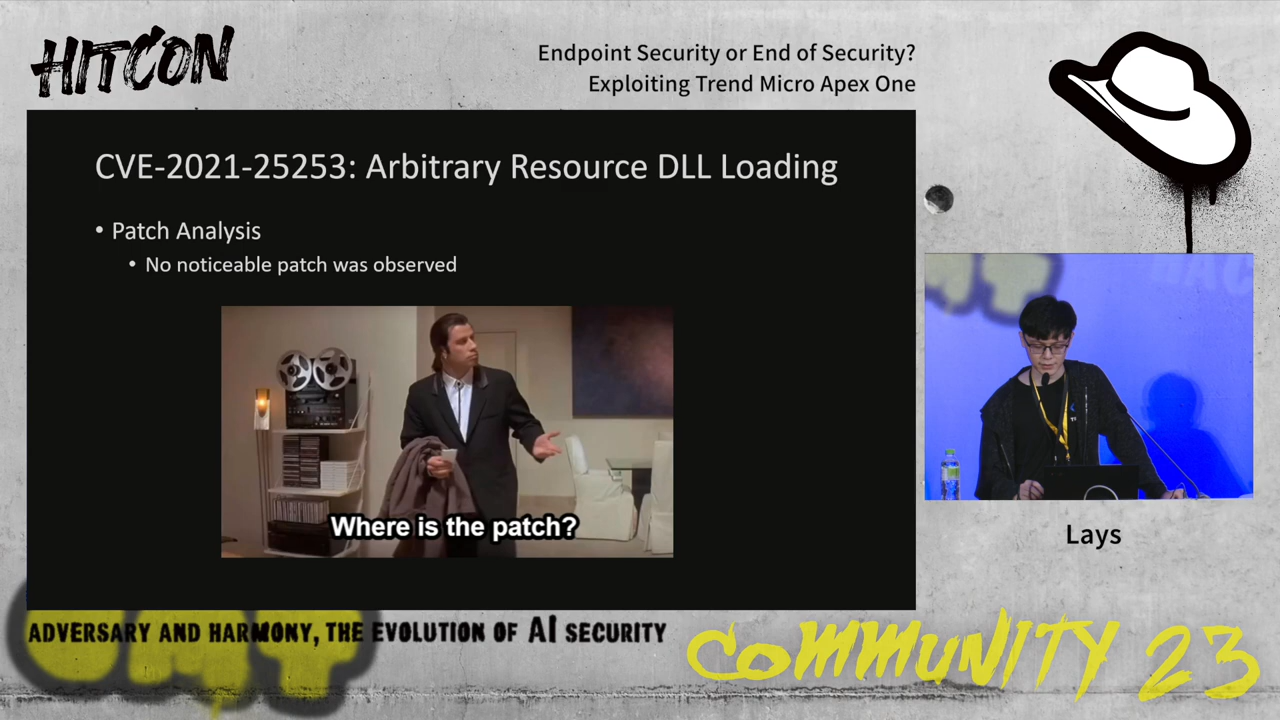 HITCON
Endpoint Security or End of Security?
Exploiting Trend Micro Apex One
CVE-2021-25253: Arbitrary Resource DLL Loading
• Patch Analysis
• No noticeable patch was observed
Where is the patch?
Lays
ADVERSARY AND HARMONY, THE EVOLUTION OF AI SECURITY
COMMUNITY 23